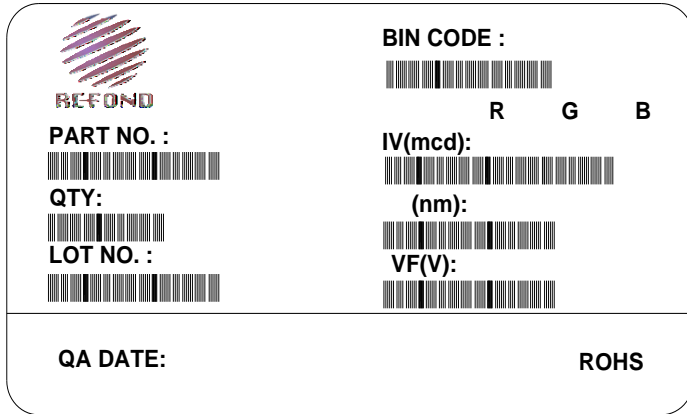 REFOND
BIN CODE :
R G B
PART NO. :
IV(mcd):
QTY:
(nm):
LOT NO. :
VF(V):
QA DATE:
ROHS